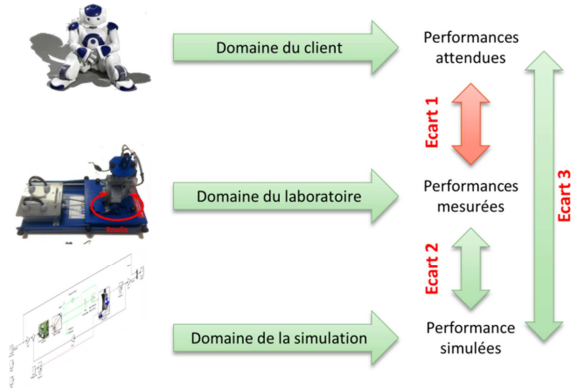 Domaine du client
Performances
attendues
Ecart 1
Domaine du laboratoire
Performances
mesurées
Ecart 3
Ecart 2
Domaine de la simulation
Performance
simulées